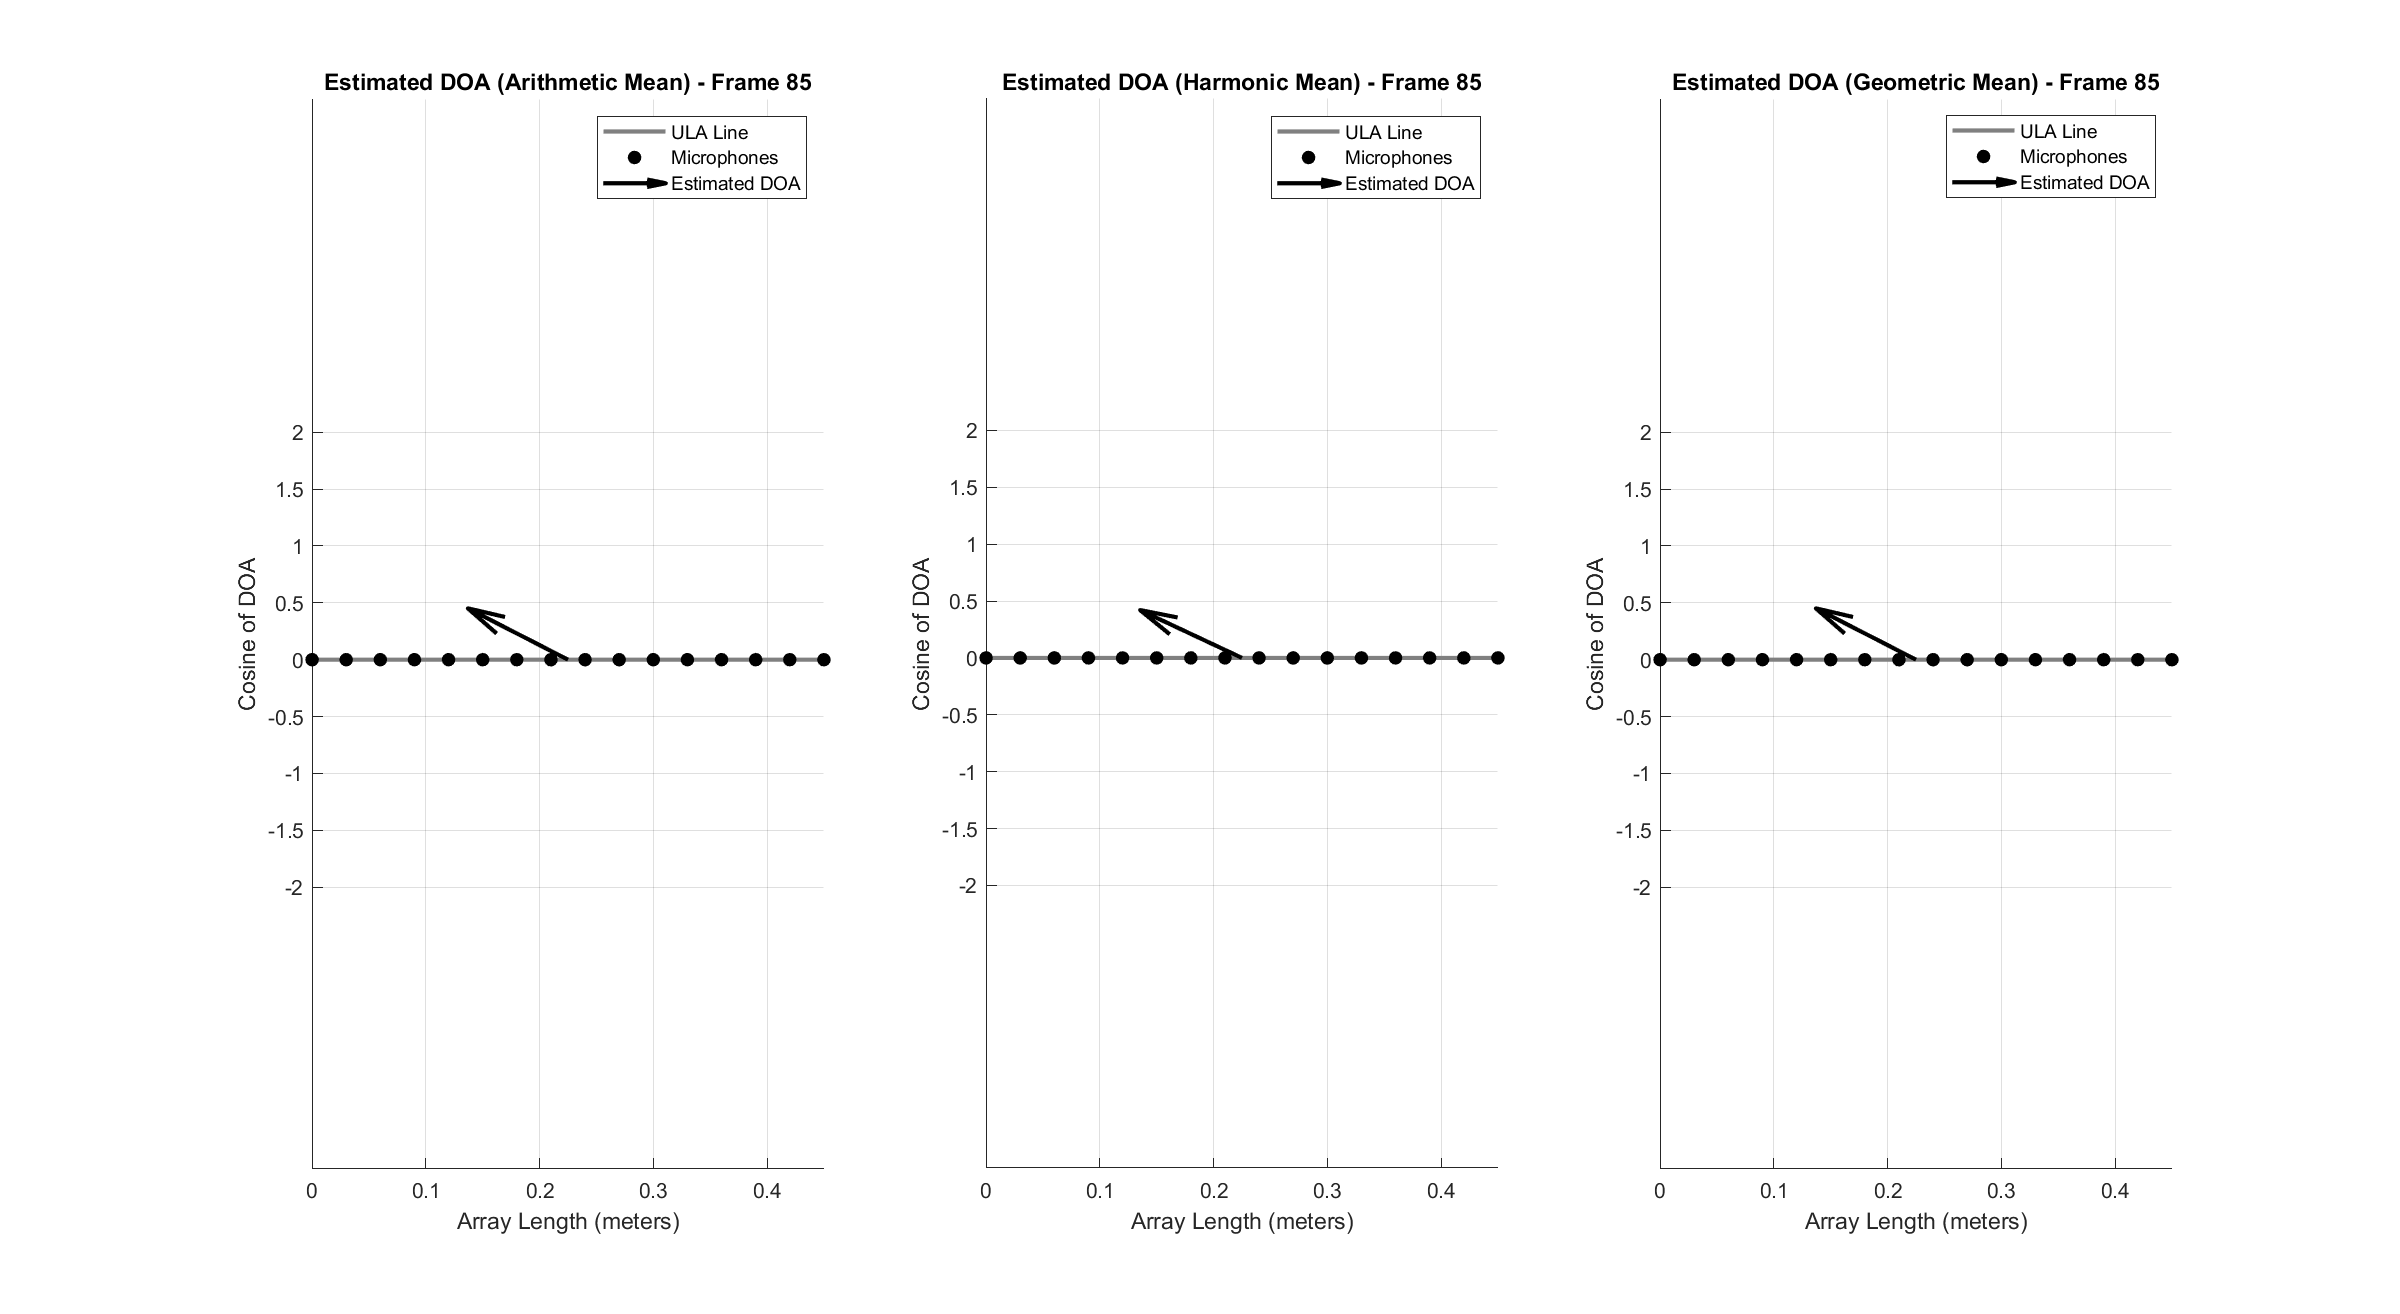 Estimated DOA (Arithmetic Mean) - Frame 85
ULA Line
Microphones
Estimated DOA
2
1.5
1
0.5
0
-0.5
-1
-1.5
-2
Cosine of DOA
0 0.1 0.2 0.3 0.4
Array Length (meters)
Estimated DOA (Harmonic Mean) - Frame 85
ULA Line
Microphones
Estimated DOA
2
1.5
1
0.5
0
-0.5
-1
-1.5
-2
Cosine of DOA
0 0.1 0.2 0.3 0.4
Array Length (meters)
Estimated DOA (Geometric Mean) - Frame 85
ULA Line
Microphones
Estimated DOA
2
1.5
1
0.5
0
-0.5
-1
-1.5
-2
Cosine of DOA
0 0.1 0.2 0.3 0.4
Array Length (meters)